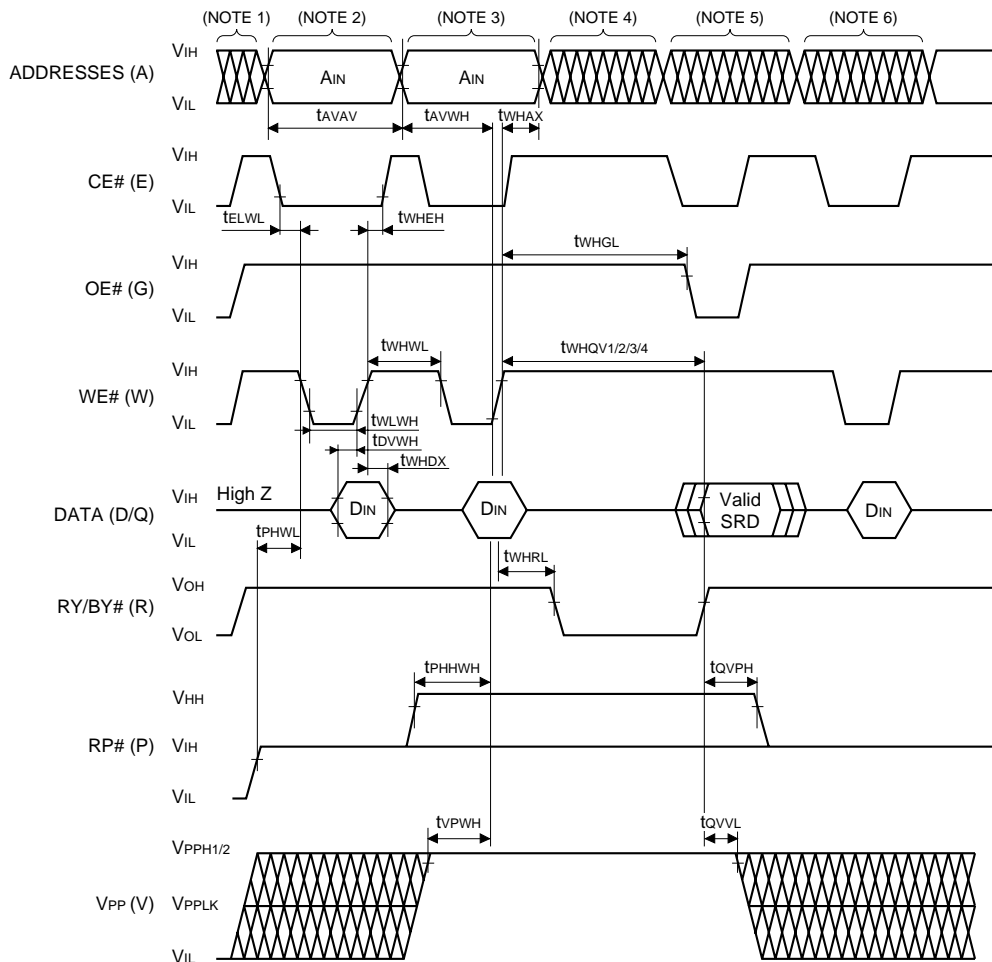 (NOTE 1) (NOTE 2) (NOTE 3) (NOTE 4) (NOTE 5) (NOTE 6)
ADDRESSES (A)
VIH
VIL
AIN
AIN
tAVAV
tAVWH
tWHAX
CE# (E)
VIH
VIL
tELWL
tWHEH
OE# (G)
VIH
VIL
tWHGL
WE# (W)
VIH
VIL
tWHWL
tWHQV1/2/3/4
tWLWH
tDVWH
tWHDX
DATA (D/Q)
VIH
VIL
High Z
DIN
DIN
Valid
SRD
DIN
tPHWL
tWHRL
RY/BY# (R)
VOH
VOL
RP# (P)
VHH
VIH
VIL
tPHHWH
tQVPH
VPP (V)
VPPH1/2
VPPLK
VIL
tVPWH
tQVVL